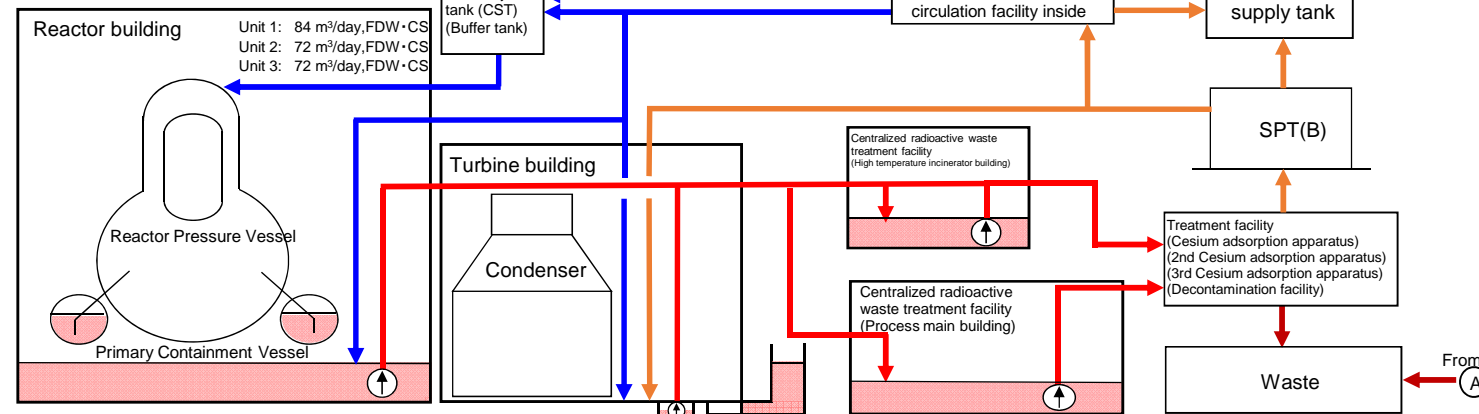 Reactor building
Unit 1: 84 m³/day,FDW・CS
Unit 2: 72 m³/day,FDW・CS
Unit 3: 72 m³/day,FDW・CS
tank (CST)
(Buffer tank)
circulation facility inside
supply tank
SPT(B)
Centralized radioactive waste
treatment facility
(High temperature incinerator building)
Turbine building
Reactor Pressure Vessel
Condenser
Primary Containment Vessel
Treatment facility
(Cesium adsorption apparatus)
(2nd Cesium adsorption apparatus)
(3rd Cesium adsorption apparatus)
(Decontamination facility)
Centralized radioactive
waste treatment facility
(Process main building)
Waste
From
A